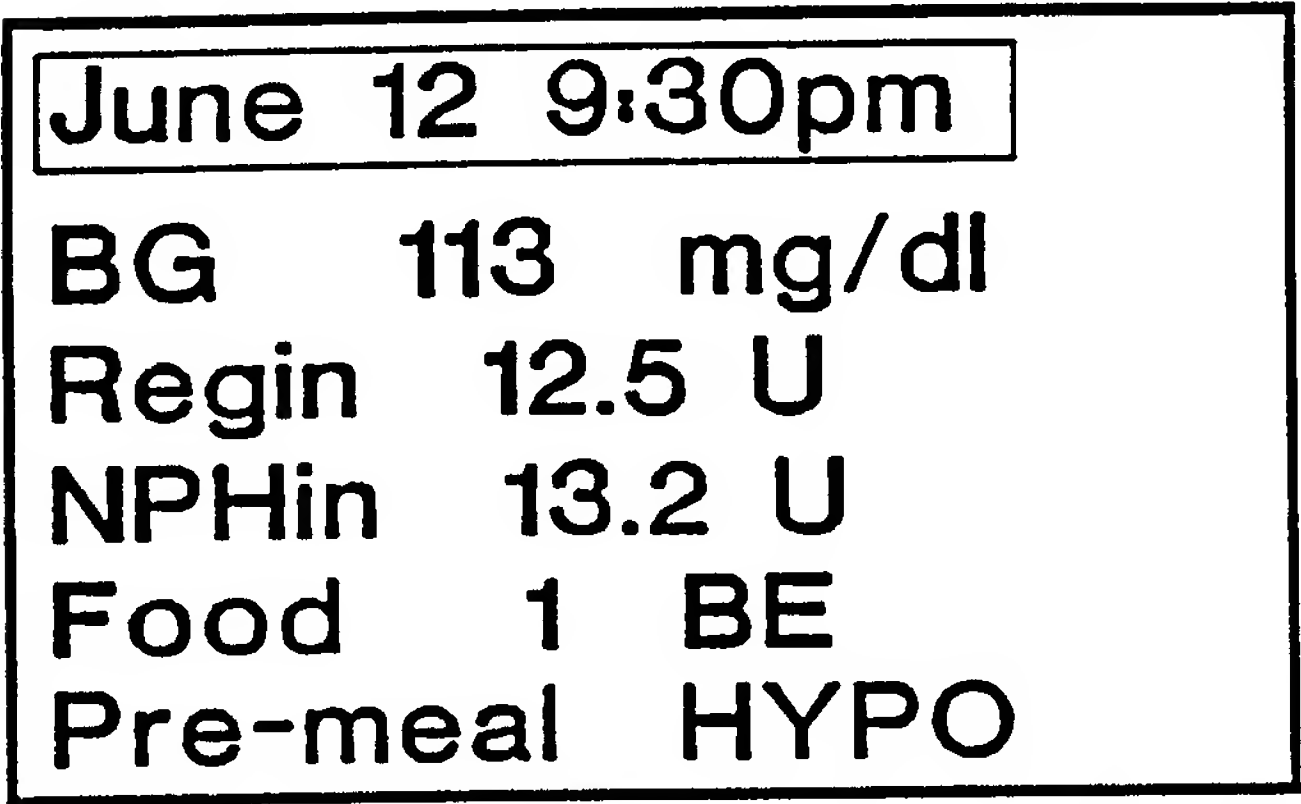 June 12 9:30pm
BG 113 mg/dl
Regin 12.5 U
NPHin 13.2 U
Food 1 BE
Pre-meal HYPO